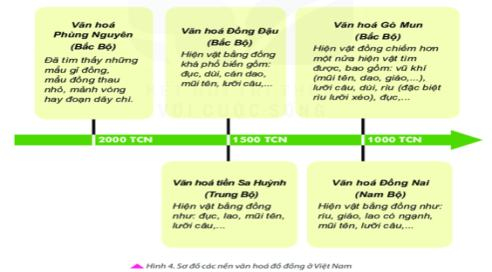 Văn hoá
Phùng Nguyên
(Bắc Bộ)
Đã tìm thấy những
mẩu gỉ đồng,
mẩu đồng thau
nhỏ, mảnh vòng
hay đoạn dây chì.
Văn hoá Đồng Đậu
(Bắc Bộ)
Hiện vật bằng đồng
khá phổ biến gồm:
đục, dùi, cán dao,
mũi tên, lưỡi câu,...
Văn hoá Gò Mun
(Bắc Bộ)
Hiện vật đồng chiếm hơn
một nửa hiện vật tìm
được, bao gồm: vũ khí
(mũi tên, dao, giáo,...),
lưỡi câu, dùi, rìu (đặc biệt
rìu lưỡi xéo), đục,...
VỚI CUỘC SỐNG
2000 TCN
1500 TCN
1000 TCN
Văn hoá tiền Sa Huỳnh
(Trung Bộ)
Hiện vật bằng đồng
như: đục, lao, mũi tên,
lưỡi câu,...
Văn hoá Đồng Nai
(Nam Bộ)
Hiện vật bằng đồng như:
rìu, giáo, lao có ngạnh,
mũi tên, lưỡi câu,...
Hình 4. Sơ đồ các nền văn hoá đồ đồng ở Việt Nam